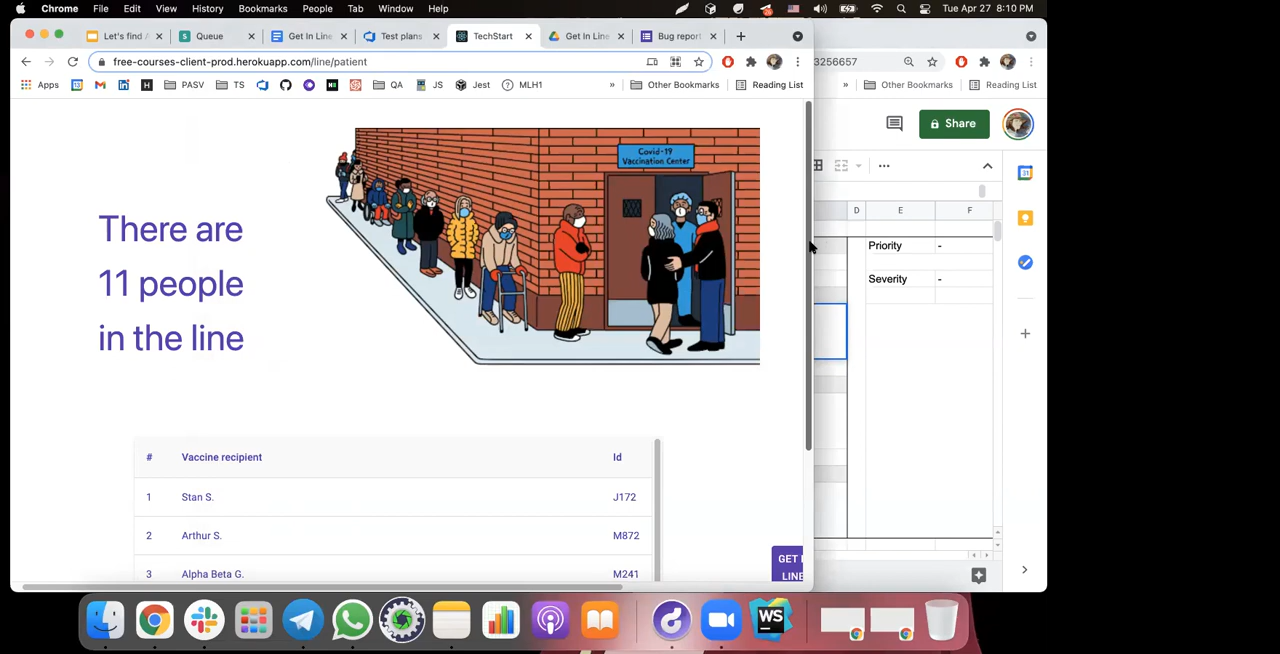 Chrome File Edit View History Bookmarks People Tab Window Help Tue Apr 27 8:10 PM
Let's find Queue Get In Line Test plans TechStart Get In Line Bug report
free-courses-client-prod.herokuapp.com/line/patient
3256657
Apps PASV TS QA JS Jest MLH1 » Other Bookmarks Reading List » Other Bookmarks Reading List
Share
Covid-19
Vaccination Center
There are
11 people
in the line
D E F
Priority -
Severity -
# Vaccine recipient Id
1 Stan S. J172
2 Arthur S. M872
3 Alpha Beta G. M241
GET I
LINE
WS